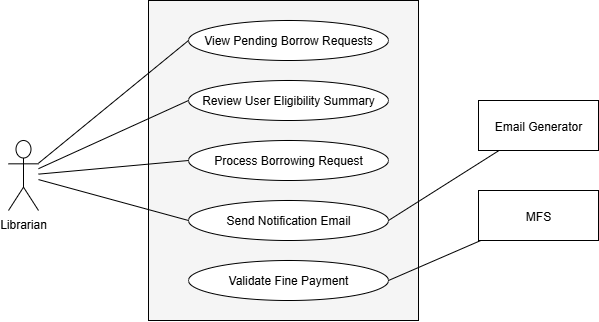 View Pending Borrow Requests
Review User Eligibility Summary
Email Generator
Process Borrowing Request
Librarian
Send Notification Email
MFS
Validate Fine Payment